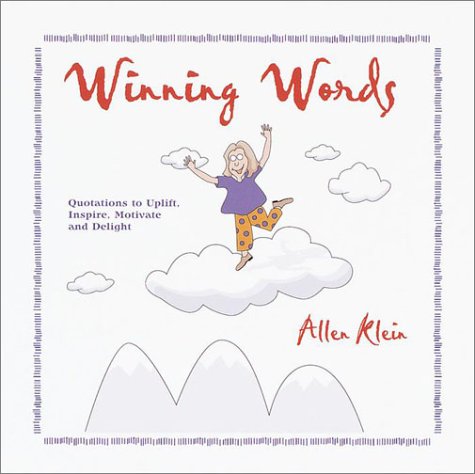 Winning Words
Quotations to Uplift,
Inspire, Motivate
and Delight
Allen Klein